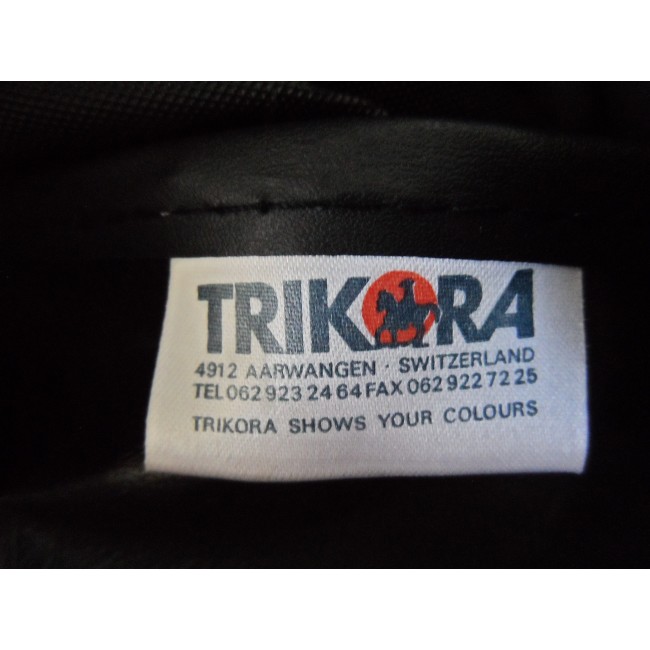 TRIKORA
4912 AARWANGEN · SWITZERLAND
TEL 062 923 24 64 FAX 062 922 72 25
TRIKORA SHOWS YOUR COLOURS